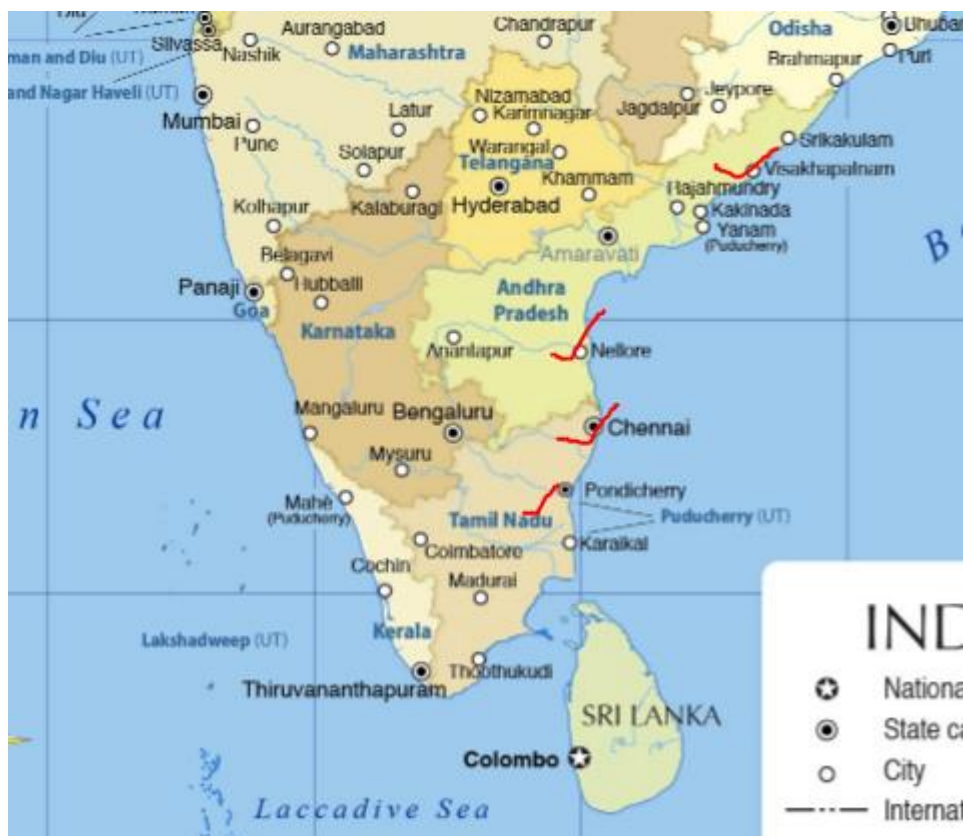 Silvassa
Nashik
Aurangabad
Maharashtra
Chandrapur
Odisha
Puri
man and Diu (UT)
and Nagar Haveli (UT)
Brahmapur
Jagdalpur
Jeypore
Nizamabad
Karimnagar
Latur
Mumbai
Pune
Solapur
Warangal
Telangana
Srikakulam
Khammam
Hyderabad
Kalaburagi
Kolhapur
Rajahmundry
Kakinada
Yanam
(Puducherry)
Amaravati
Belagavi
Hubballi
Panaji
Goa
Karnataka
Andhra
Pradesh
Anantapur
Nellore
n Sea
Mangaluru
Bengaluru
Chennai
Mysuru
Mahé
(Puducherry)
Pondicherry
Tamil Nadu
Puducherry (UT)
Coimbatore
Karaikal
Cochin
Madurai
Kerala
Lakshadweep (UT)
Thoothukudi
Thiruvananthapuram
SRI LANKA
Colombo
Laccadive Sea
IND
Nationa
State ca
City
Internat